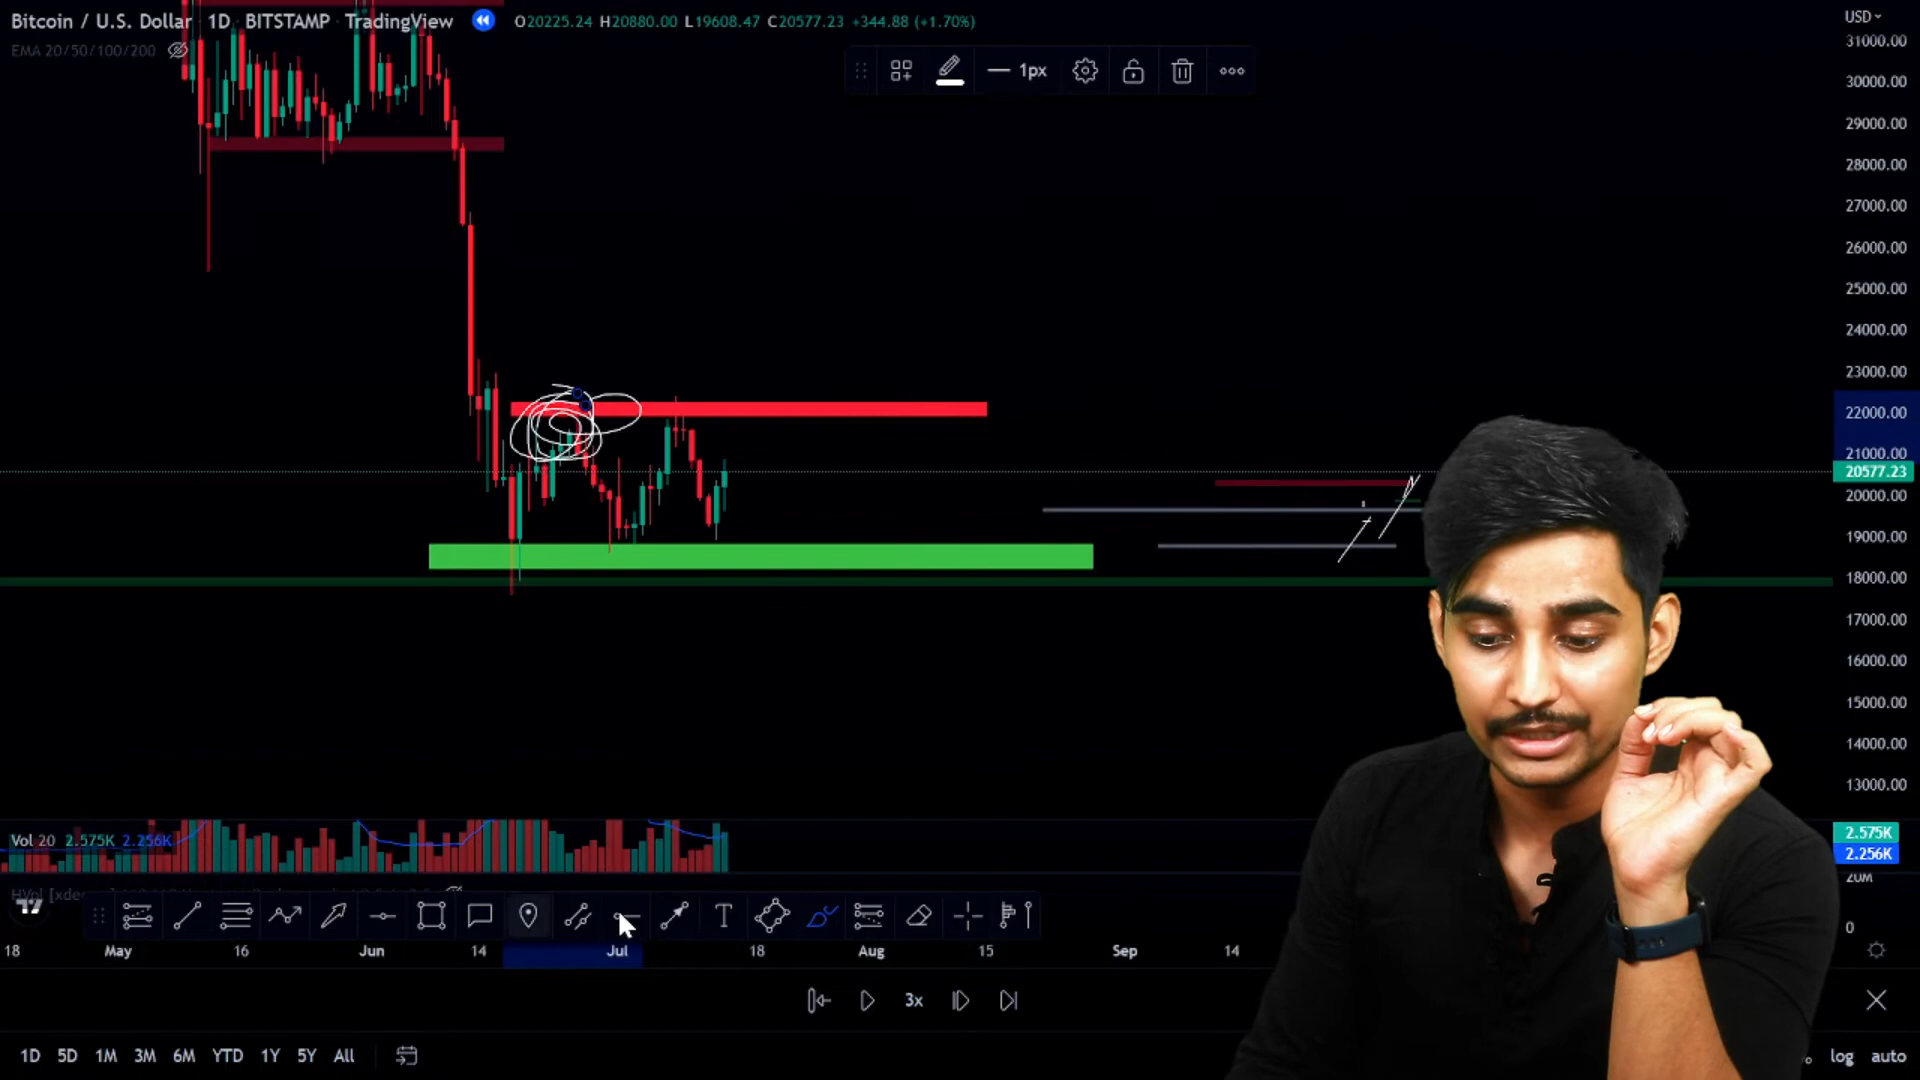 Bitcoin / U.S. Dollar 1D BITSTAMP TradingView O20225.24 H20880.00 L19608.47 C20577.23 +344.88 (+1.70%)
EMA 20/50/100/200
1px
USD
31000.00
30000.00
29000.00
28000.00
27000.00
26000.00
25000.00
24000.00
23000.00
22000.00
21000.00
20577.23
20000.00
19000.00
18000.00
17000.00
16000.00
15000.00
14000.00
13000.00
Vol 20 2.575K 2.256K
2.575K
2.256K
20M
0
HVol [xde
T
18 May 16 Jun 14 Jul 18 Aug 15 Sep 14
3x
1D 5D 1M 3M 6M YTD 1Y 5Y All
log auto